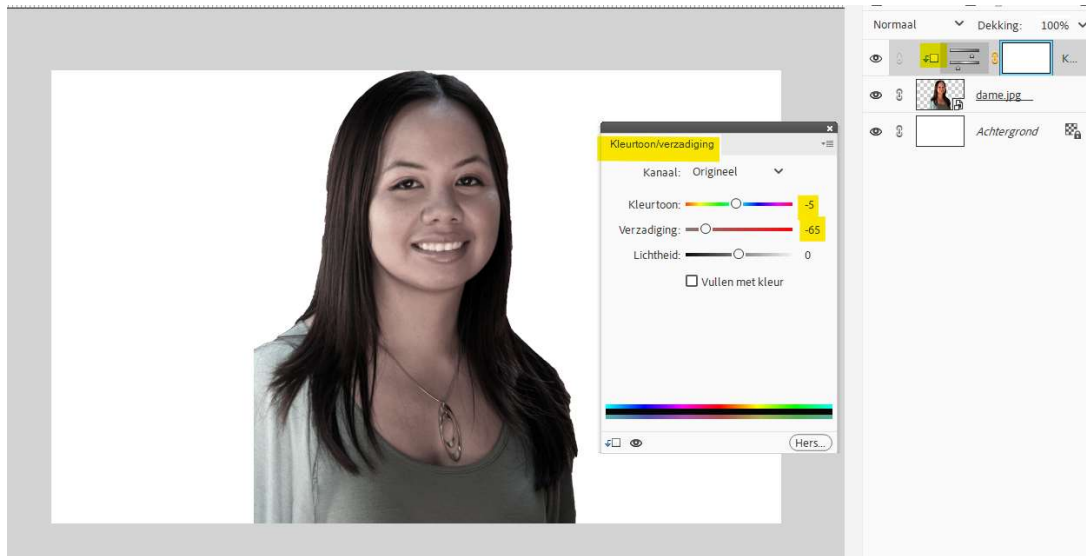 Normaal Dekking: 100%
K...
dame.jpg
Achtergrond
Kleurtoon/verzadiging
Kanaal: Origineel
Kleurtoon: -5
Verzadiging: -65
Lichtheid: 0
Vullen met kleur
Hers...